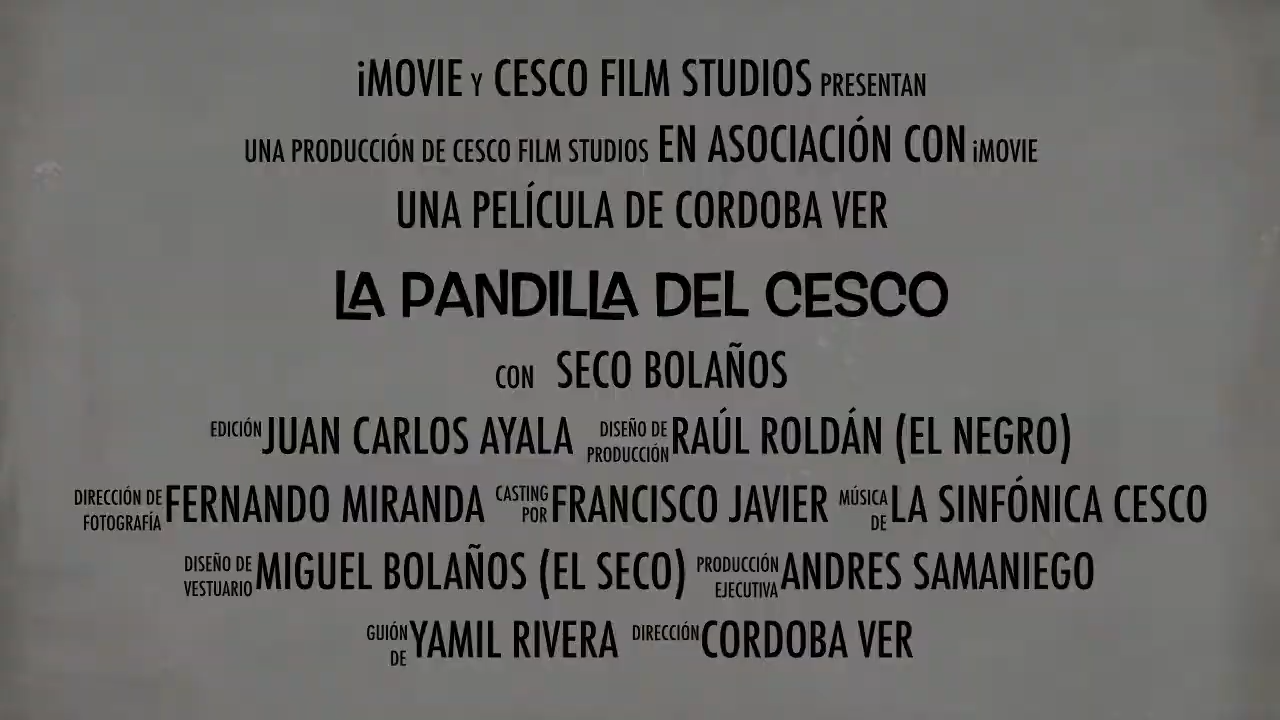 iMOVIE Y CESCO FILM STUDIOS PRESENTAN
UNA PRODUCCIÓN DE CESCO FILM STUDIOS EN ASOCIACIÓN CON iMOVIE
UNA PELÍCULA DE CORDOBA VER
LA PANDILLA DEL CESCO
CON SECO BOLAÑOS
EDICIÓN JUAN CARLOS AYALA DISEÑO DE PRODUCCIÓN RAÚL ROLDÁN (EL NEGRO)
DIRECCIÓN DE FOTOGRAFÍA FERNANDO MIRANDA CASTING POR FRANCISCO JAVIER MÚSICA DE LA SINFÓNICA CESCO
DISEÑO DE VESTUARIO MIGUEL BOLAÑOS (EL SECO) PRODUCCIÓN EJECUTIVA ANDRES SAMANIEGO
GUIÓN DE YAMIL RIVERA DIRECCIÓN CORDOBA VER